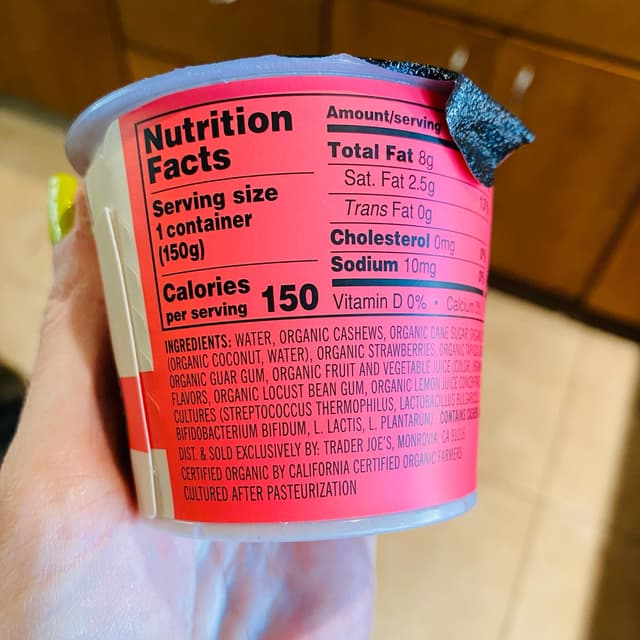 Nutrition
Facts
Serving size
1 container
(150g)
Calories
per serving 150
Amount/serving
Total Fat 8g
Sat. Fat 2.5g
Trans Fat 0g
Cholesterol 0mg
Sodium 10mg
Vitamin D 0% • Calcium
INGREDIENTS: WATER, ORGANIC CASHEWS, ORGANIC CANE SUGAR,
(ORGANIC COCONUT, WATER), ORGANIC STRAWBERRIES, ORGANIC
ORGANIC GUAR GUM, ORGANIC FRUIT AND VEGETABLE JUICE (COLOR),
FLAVORS, ORGANIC LOCUST BEAN GUM, ORGANIC LEMON JUICE
CULTURES (STREPTOCOCCUS THERMOPHILUS, LACTOBACILLUS
BIFIDOBACTERIUM BIFIDUM, L. LACTIS, L. PLANTARUM) CONTAINS
DIST. & SOLD EXCLUSIVELY BY: TRADER JOE'S, MONROVIA, CA
CERTIFIED ORGANIC BY CALIFORNIA CERTIFIED ORGANIC FARMERS
CULTURED AFTER PASTEURIZATION